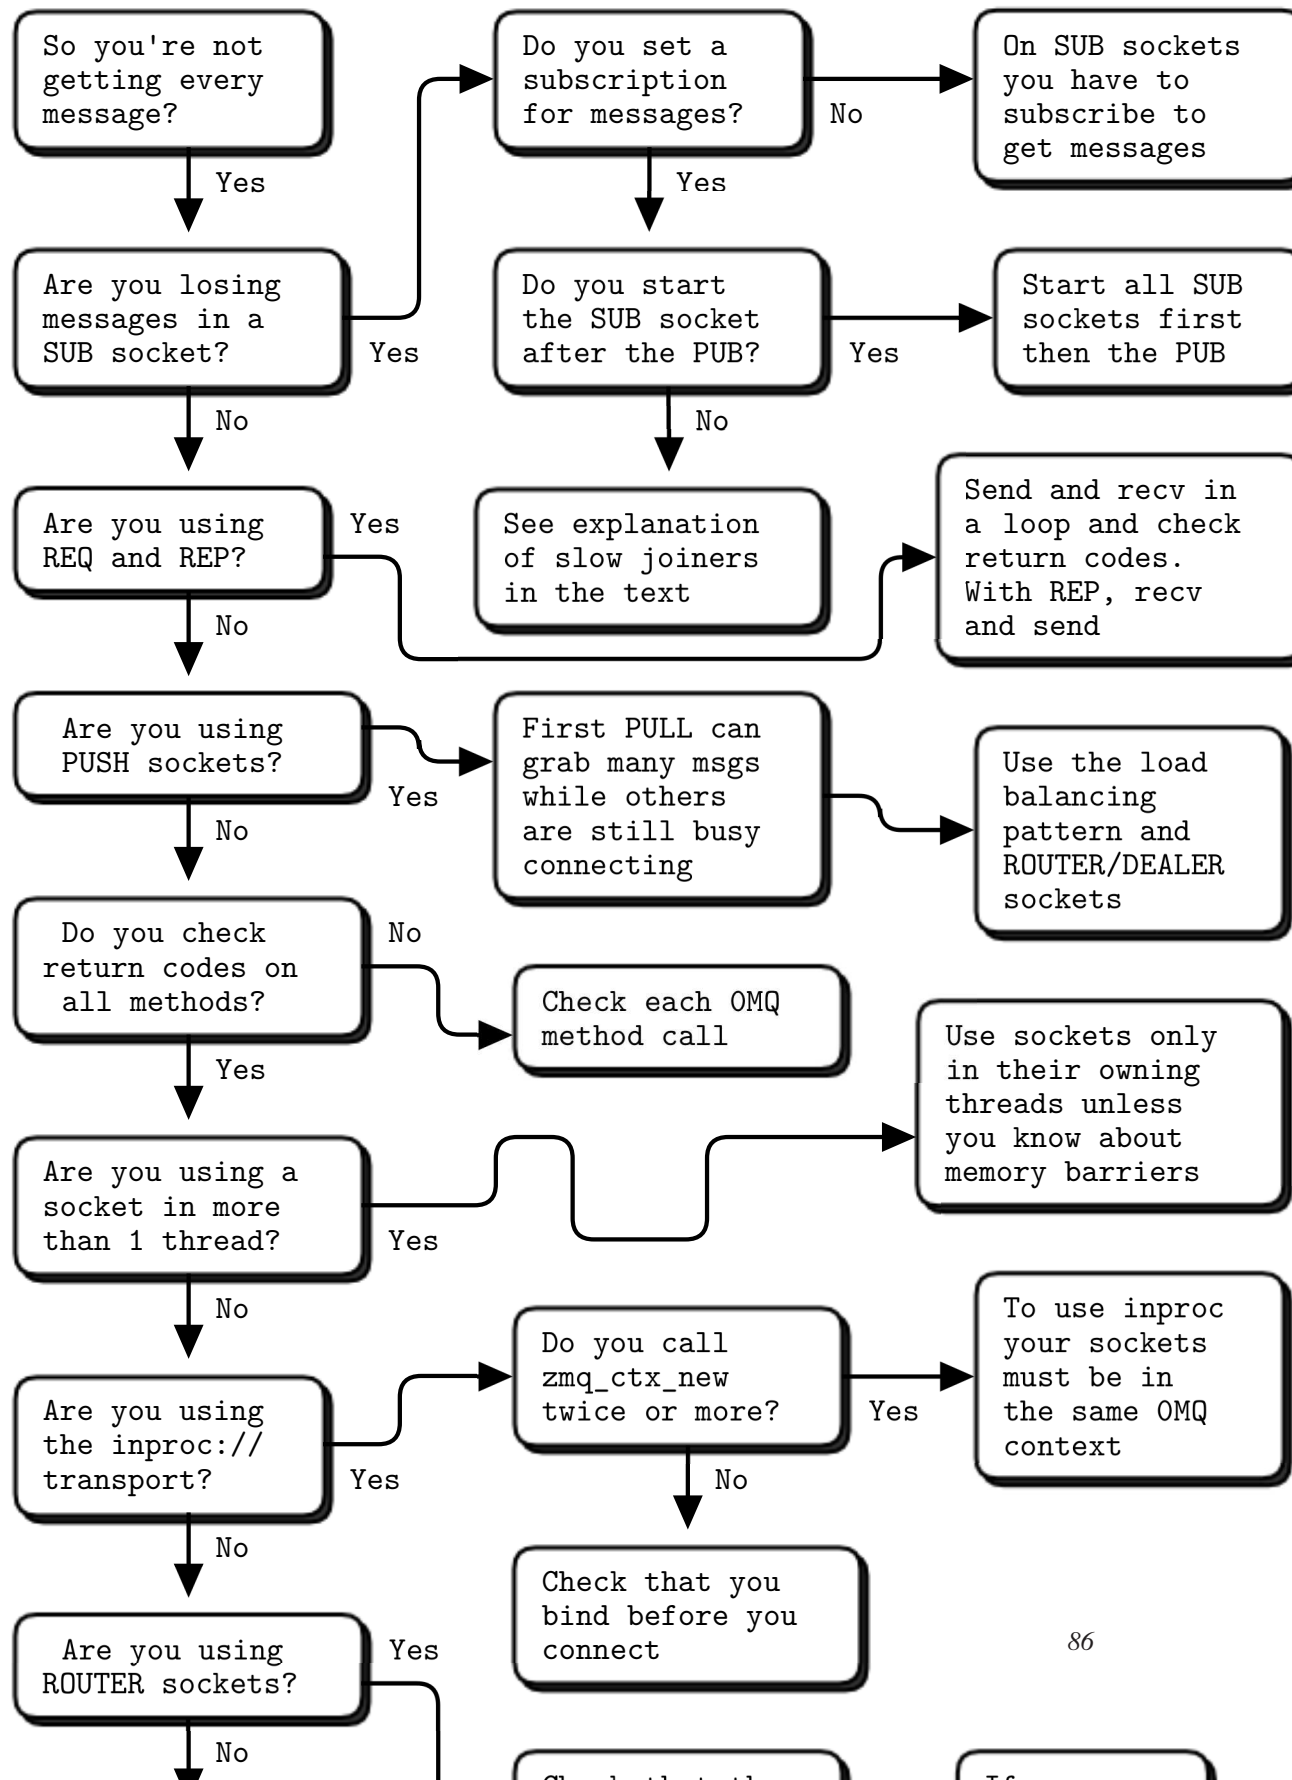 So you're not
getting every
message?
Yes
Do you set a
subscription
for messages?
No
Yes
On SUB sockets
you have to
subscribe to
get messages
Are you losing
messages in a
SUB socket?
Yes
No
Do you start
the SUB socket
after the PUB?
Yes
No
Start all SUB
sockets first
then the PUB
Are you using
REQ and REP?
Yes
No
See explanation
of slow joiners
in the text
Send and recv in
a loop and check
return codes.
With REP, recv
and send
Are you using
PUSH sockets?
Yes
No
First PULL can
grab many msgs
while others
are still busy
connecting
Use the load
balancing
pattern and
ROUTER/DEALER
sockets
Do you check
return codes on
all methods?
No
Yes
Check each 0MQ
method call
Use sockets only
in their owning
threads unless
you know about
memory barriers
Are you using a
socket in more
than 1 thread?
Yes
No
Do you call
zmq_ctx_new
twice or more?
Yes
No
To use inproc
your sockets
must be in
the same 0MQ
context
Are you using
the inproc://
transport?
Yes
No
Check that you
bind before you
connect
86
Are you using
ROUTER sockets?
Yes
No
Check that the
If